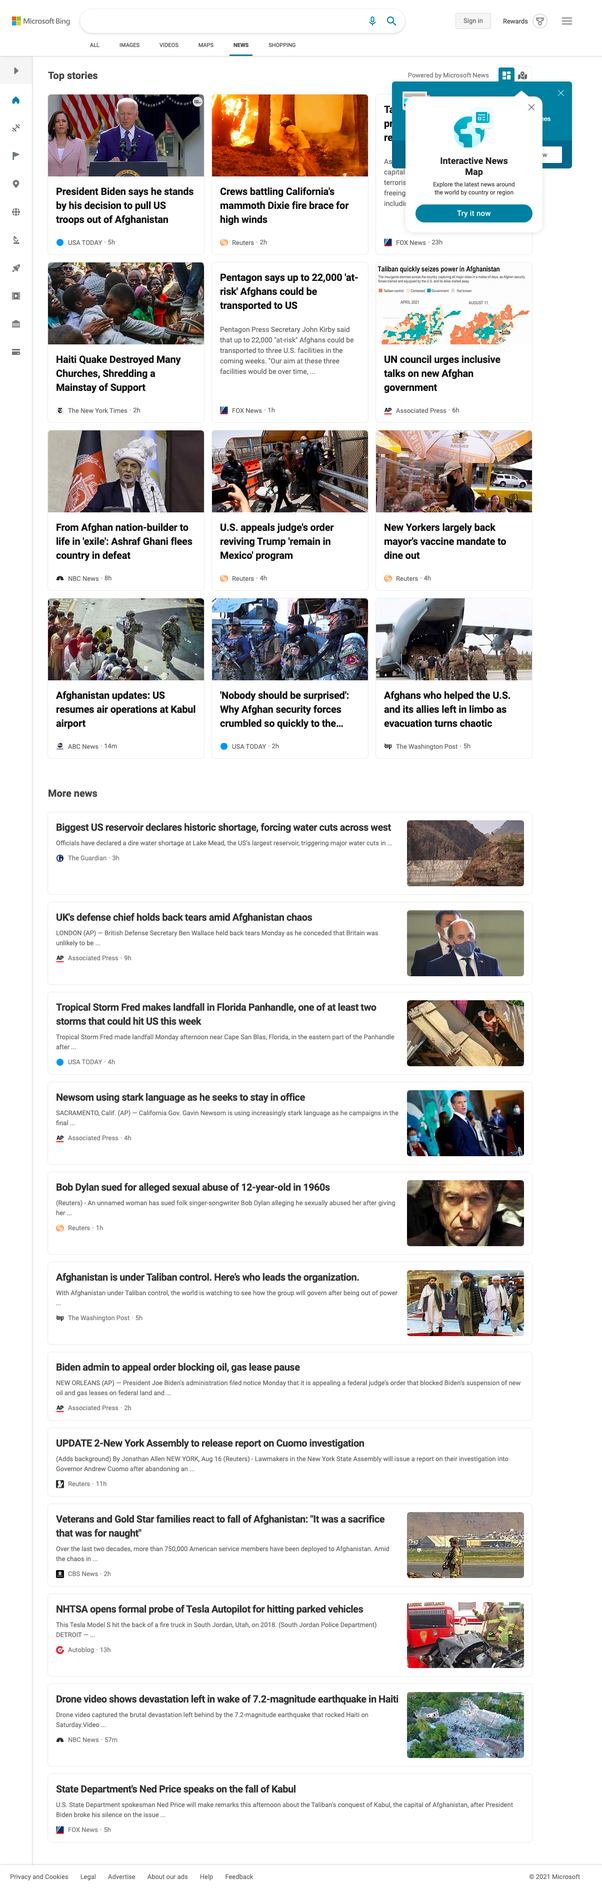 Microsoft Bing
Sign in
Rewards
ALL
IMAGES
VIDEOS
MAPS
NEWS
SHOPPING
Top stories
Powered by Microsoft News
Interactive News
Map
Explore the latest news around
the world by country or region
Try it now
President Biden says he stands
by his decision to pull US
troops out of Afghanistan
USA TODAY · 5h
Crews battling California's
mammoth Dixie fire brace for
high winds
Reuters · 2h
FOX News · 23h
Haiti Quake Destroyed Many
Churches, Shredding a
Mainstay of Support
The New York Times · 2h
Pentagon says up to 22,000 'at-
risk' Afghans could be
transported to US
Pentagon Press Secretary John Kirby said
that up to 22,000 "at-risk" Afghans could be
transported to three U.S. facilities in the
coming weeks. "Our aim at these three
facilities would be over time, ...
FOX News · 1h
Taliban quickly seizes power in Afghanistan
APRIL 2021
AUGUST 11
UN council urges inclusive
talks on new Afghan
government
Associated Press · 6h
From Afghan nation-builder to
life in 'exile': Ashraf Ghani flees
country in defeat
NBC News · 8h
U.S. appeals judge's order
reviving Trump 'remain in
Mexico' program
Reuters · 4h
New Yorkers largely back
mayor's vaccine mandate to
dine out
Reuters · 4h
Afghanistan updates: US
resumes air operations at Kabul
airport
ABC News · 14m
'Nobody should be surprised':
Why Afghan security forces
crumbled so quickly to the...
USA TODAY · 2h
Afghans who helped the U.S.
and its allies left in limbo as
evacuation turns chaotic
The Washington Post · 5h
More news
Biggest US reservoir declares historic shortage, forcing water cuts across west
Officials have declared a dire water shortage at Lake Mead, the US's largest reservoir, triggering major water cuts in ...
The Guardian · 3h
UK's defense chief holds back tears amid Afghanistan chaos
LONDON (AP) — British Defense Secretary Ben Wallace held back tears Monday as he conceded that Britain was
unlikely to be ...
Associated Press · 9h
Tropical Storm Fred makes landfall in Florida Panhandle, one of at least two
storms that could hit US this week
Tropical Storm Fred made landfall Monday afternoon near Cape San Blas, Florida, in the eastern part of the Panhandle
after ...
USA TODAY · 4h
Newsom using stark language as he seeks to stay in office
SACRAMENTO, Calif. (AP) — California Gov. Gavin Newsom is using increasingly stark language as he campaigns in the
final ...
Associated Press · 4h
Bob Dylan sued for alleged sexual abuse of 12-year-old in 1960s
(Reuters) - An unnamed woman has sued folk singer-songwriter Bob Dylan alleging he sexually abused her after giving
her ...
Reuters · 1h
Afghanistan is under Taliban control. Here's who leads the organization.
With Afghanistan under Taliban control, the world is watching to see how the group will govern after being out of power
...
The Washington Post · 5h
Biden admin to appeal order blocking oil, gas lease pause
NEW ORLEANS (AP) — President Joe Biden's administration filed notice Monday that it is appealing a federal judge's order that blocked Biden's suspension of new
oil and gas leases on federal land and ...
Associated Press · 2h
UPDATE 2-New York Assembly to release report on Cuomo investigation
(Adds background) By Jonathan Allen NEW YORK, Aug 16 (Reuters) - Lawmakers in the New York State Assembly will issue a report on their investigation into
Governor Andrew Cuomo after abandoning an ...
Reuters · 11h
Veterans and Gold Star families react to fall of Afghanistan: "It was a sacrifice
that was for naught"
Over the last two decades, more than 750,000 American service members have been deployed to Afghanistan. Amid
the chaos in ...
CBS News · 2h
NHTSA opens formal probe of Tesla Autopilot for hitting parked vehicles
This Tesla Model S hit the back of a fire truck in South Jordan, Utah, on 2018. (South Jordan Police Department)
DETROIT — ...
Autoblog · 13h
Drone video shows devastation left in wake of 7.2-magnitude earthquake in Haiti
Drone video captured the brutal devastation left behind by the 7.2-magnitude earthquake that rocked Haiti on
Saturday.Video ...
NBC News · 57m
State Department's Ned Price speaks on the fall of Kabul
U.S. State Department spokesman Ned Price will make remarks this afternoon about the Taliban's conquest of Kabul, the capital of Afghanistan, after President
Biden broke his silence on the issue ...
FOX News · 5h
Privacy and Cookies
Legal
Advertise
About our ads
Help
Feedback
© 2021 Microsoft